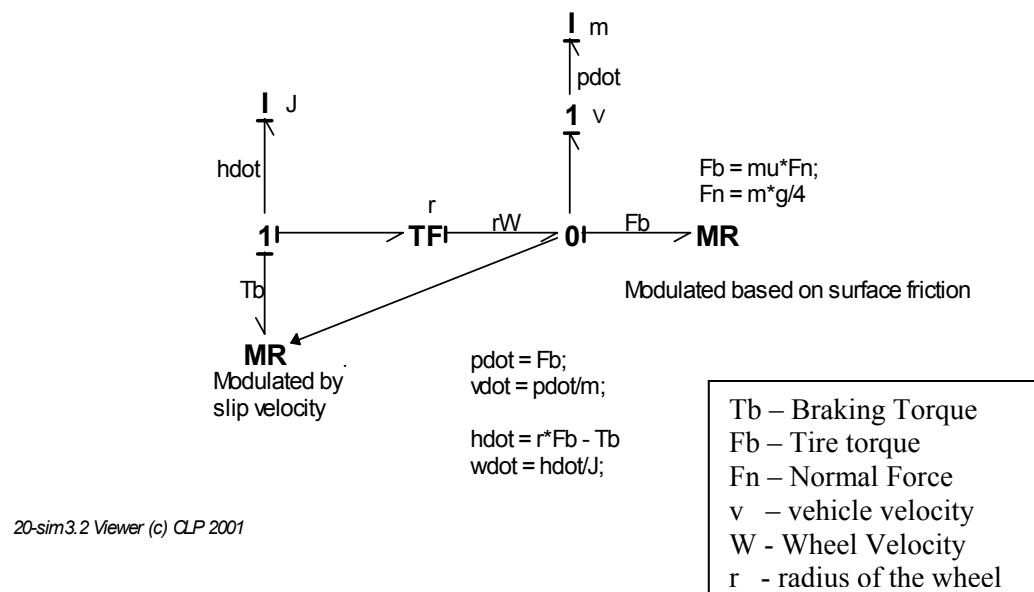 I m
pdot
1 v
I J
hdot
Fb = mu*Fn;
Fn = m*g/4
r
1 TF rW 0 Fb MR
Tb
Modulated based on surface friction
MR
Modulated by
slip velocity
pdot = Fb;
vdot = pdot/m;
hdot = r*Fb - Tb
wdot = hdot/J;
Tb – Braking Torque
Fb – Tire torque
Fn – Normal Force
v – vehicle velocity
W - Wheel Velocity
r - radius of the wheel
20-sim3.2 Viewer (c) CLP 2001